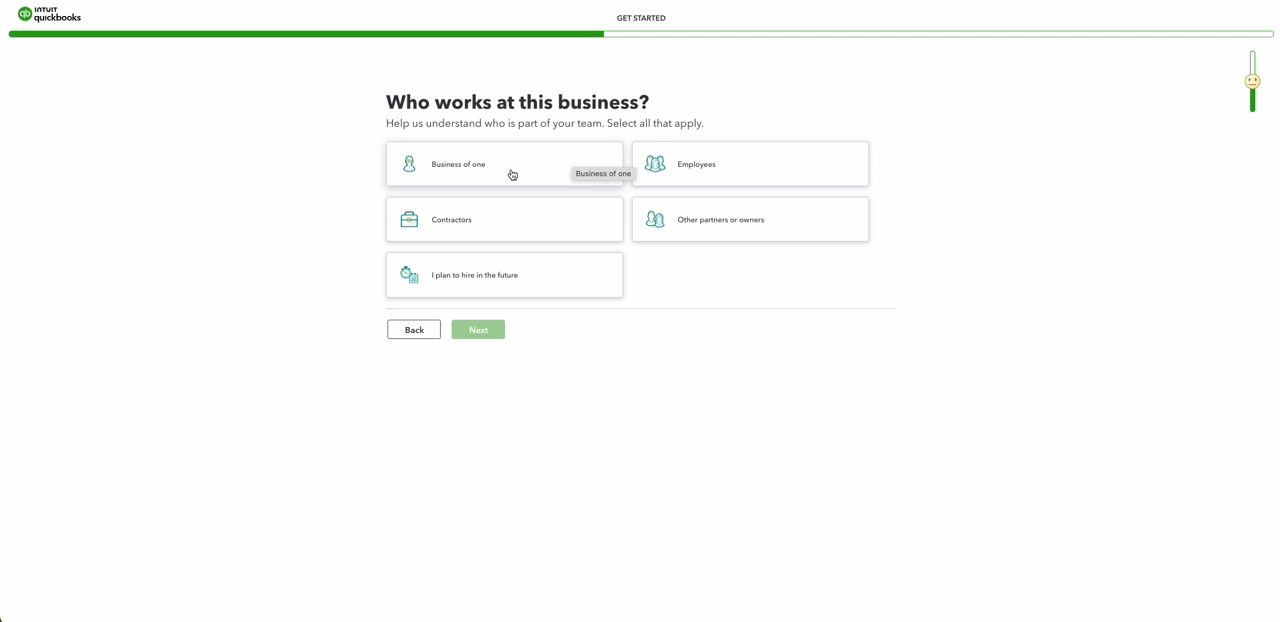 qb INTUIT
quickbooks
GET STARTED
Who works at this business?
Help us understand who is part of your team. Select all that apply.
Business of one
Business of one
Employees
Contractors
Other partners or owners
I plan to hire in the future
Back
Next